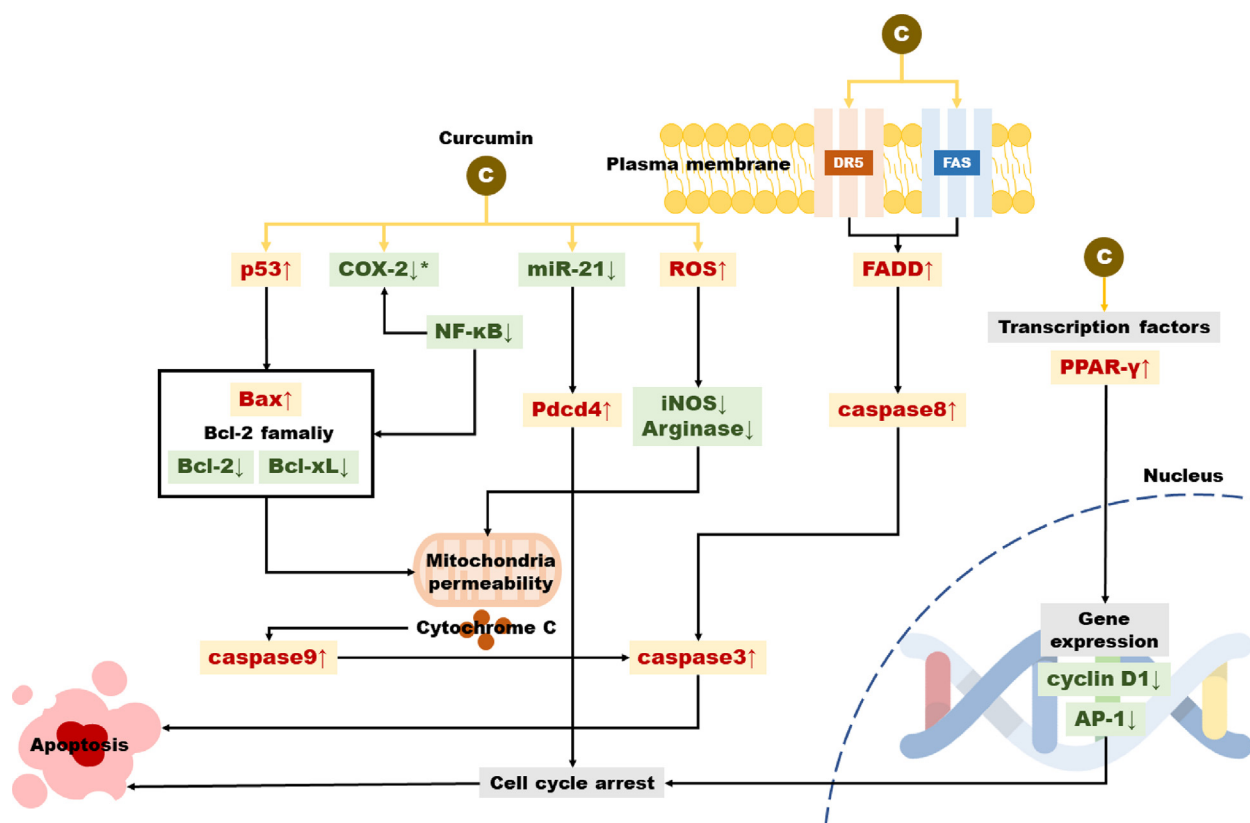 C
Curcumin
Plasma membrane
DR5
FAS
C
p53↑
COX-2↓*
miR-21↓
ROS↑
FADD↑
C
NF-κB↓
Transcription factors
PPAR-γ↑
Bax↑
Bcl-2 famaliy
Bcl-2↓
Bcl-xL↓
Pdcd4↑
iNOS↓
Arginase↓
caspase8↑
Nucleus
Mitochondria
permeability
Cytochrome C
caspase9↑
caspase3↑
Gene
expression
cyclin D1↓
AP-1↓
Apoptosis
Cell cycle arrest